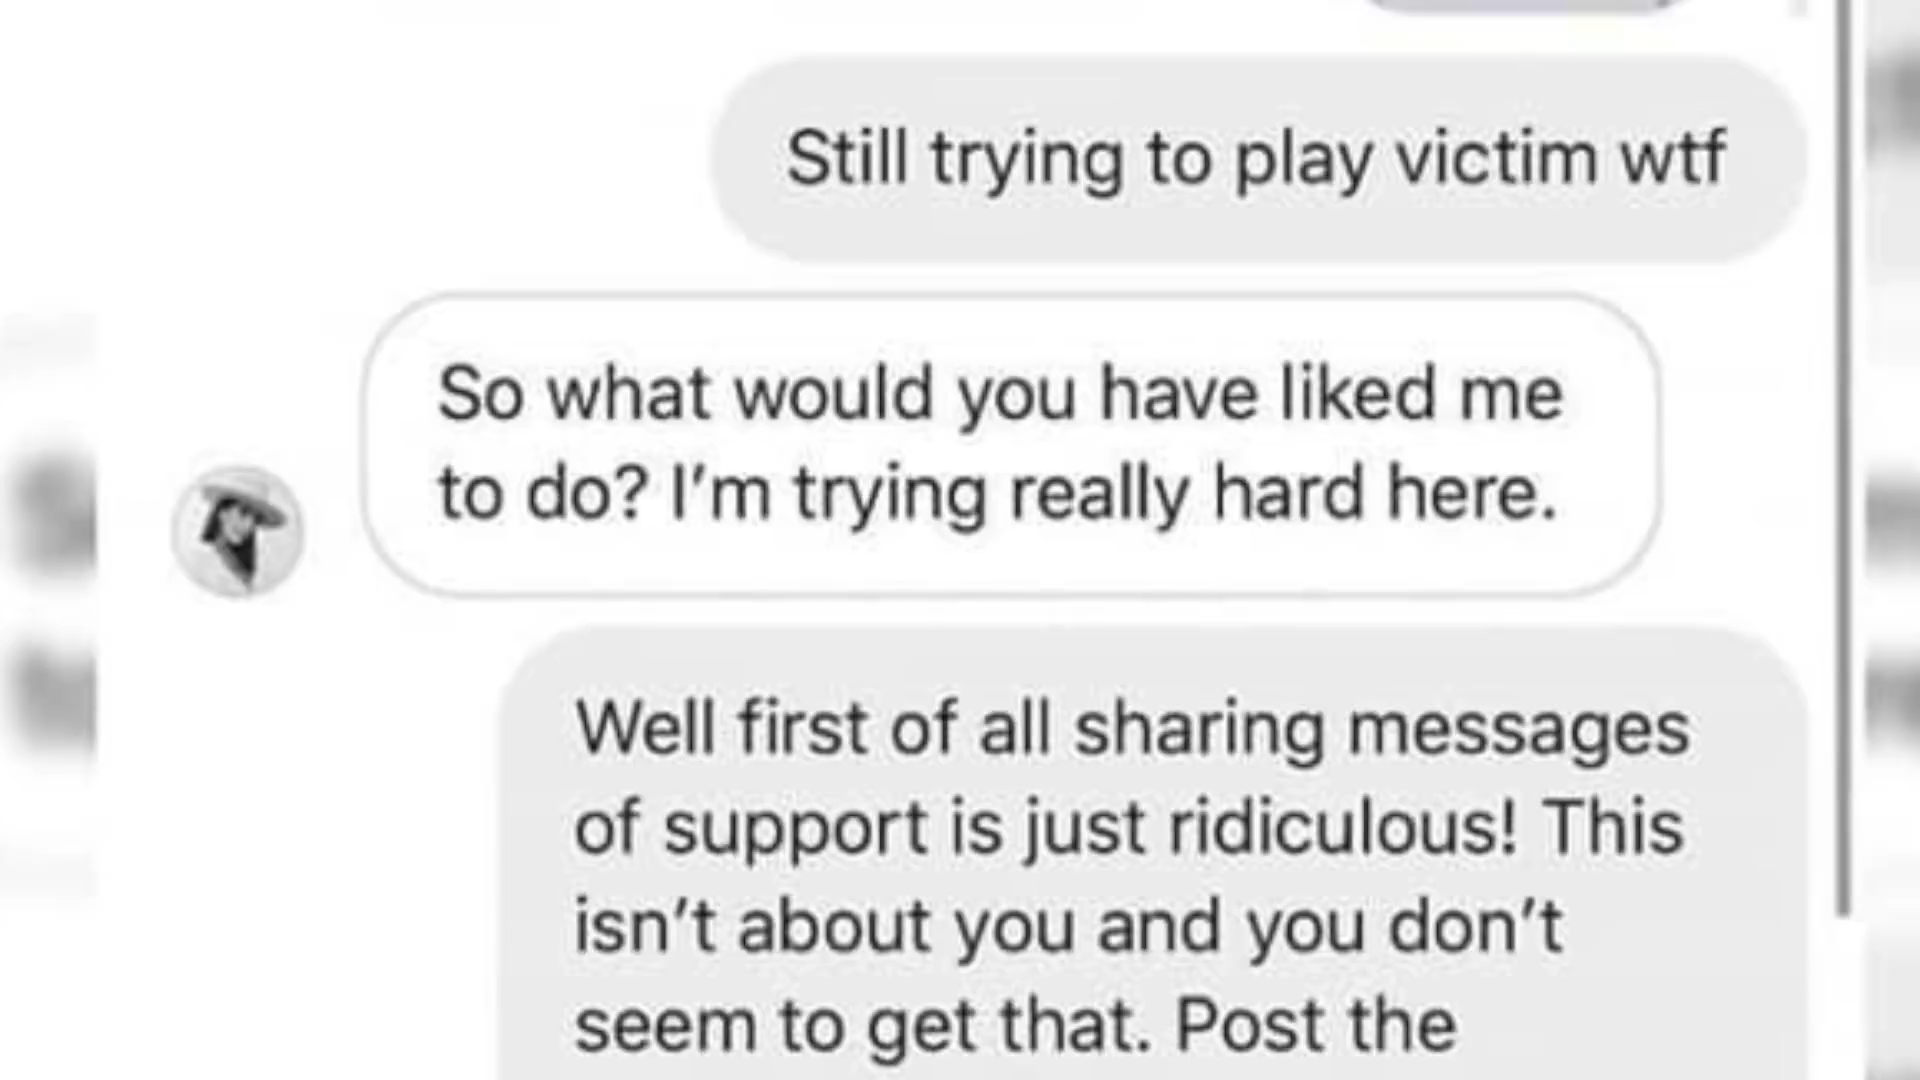 Still trying to play victim wtf
So what would you have liked me
to do? I’m trying really hard here.
Well first of all sharing messages
of support is just ridiculous! This
isn’t about you and you don’t
seem to get that. Post the